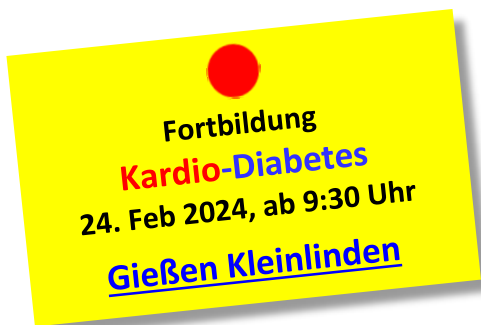 Fortbildung
Kardio-Diabetes
24. Feb 2024, ab 9:30 Uhr
Gießen Kleinlinden